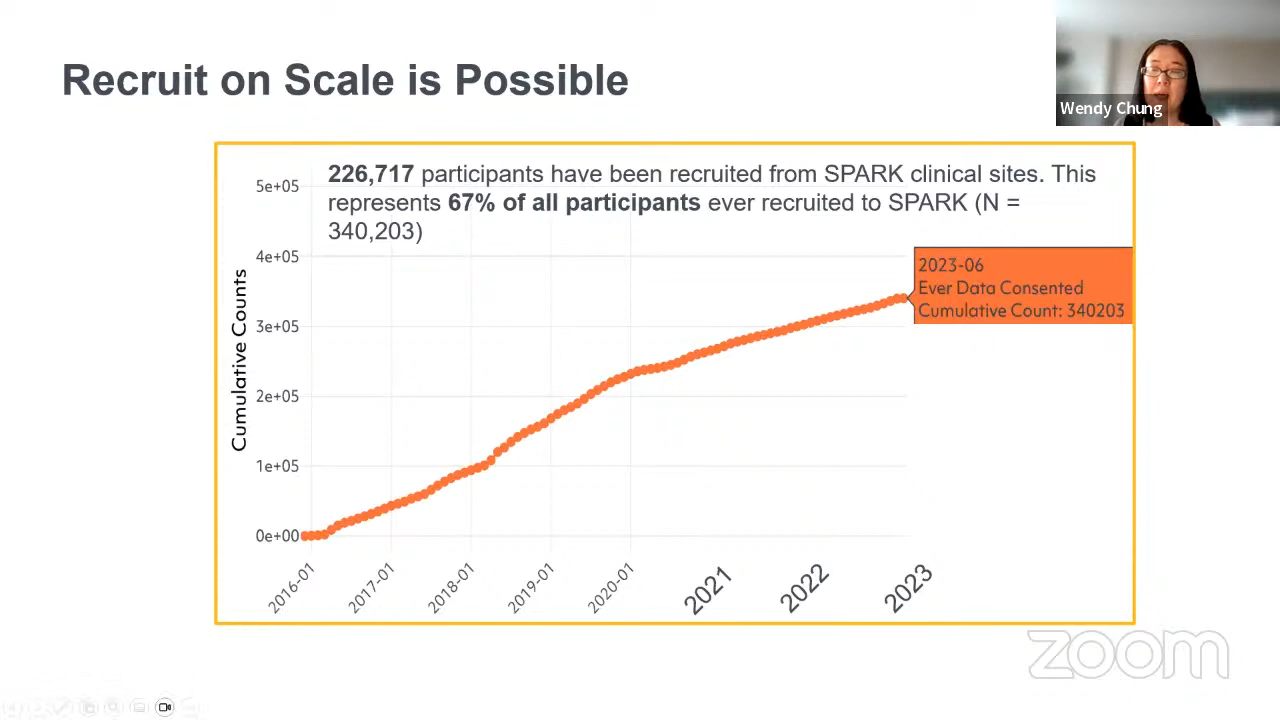 Recruit on Scale is Possible
Wendy Chung
226,717 participants have been recruited from SPARK clinical sites. This
represents 67% of all participants ever recruited to SPARK (N =
340,203)
5e+05
4e+05
3e+05
2e+05
1e+05
0e+00
Cumulative Counts
2023-06
Ever Data Consented
Cumulative Count: 340203
2016-01
2017-01
2018-01
2019-01
2020-01
2021
2022
2023
zoom